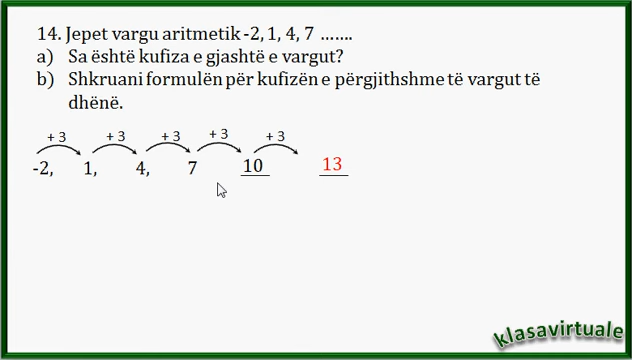 14. Jepet vargu aritmetik -2, 1, 4, 7 .......
a) Sa është kufiza e gjashtë e vargut?
b) Shkruani formulën për kufizën e përgjithshme të vargut të
dhënë.
+ 3 + 3 + 3 + 3 + 3
-2, 1, 4, 7 10 13
klasavirtuale